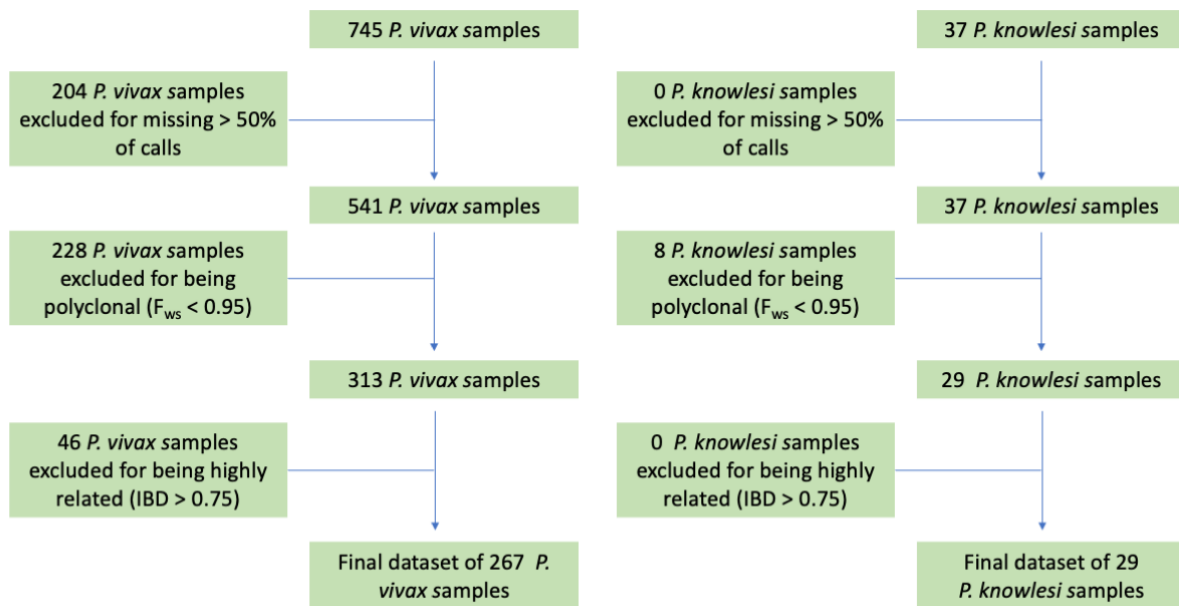 745 P. vivax samples
204 P. vivax samples
excluded for missing > 50%
of calls
541 P. vivax samples
228 P. vivax samples
excluded for being
polyclonal (Fws < 0.95)
313 P. vivax samples
46 P. vivax samples
excluded for being highly
related (IBD > 0.75)
Final dataset of 267 P.
vivax samples
37 P. knowlesi samples
0 P. knowlesi samples
excluded for missing > 50%
of calls
37 P. knowlesi samples
8 P. knowlesi samples
excluded for being
polyclonal (Fws < 0.95)
29 P. knowlesi samples
0 P. knowlesi samples
excluded for being highly
related (IBD > 0.75)
Final dataset of 29
P. knowlesi samples